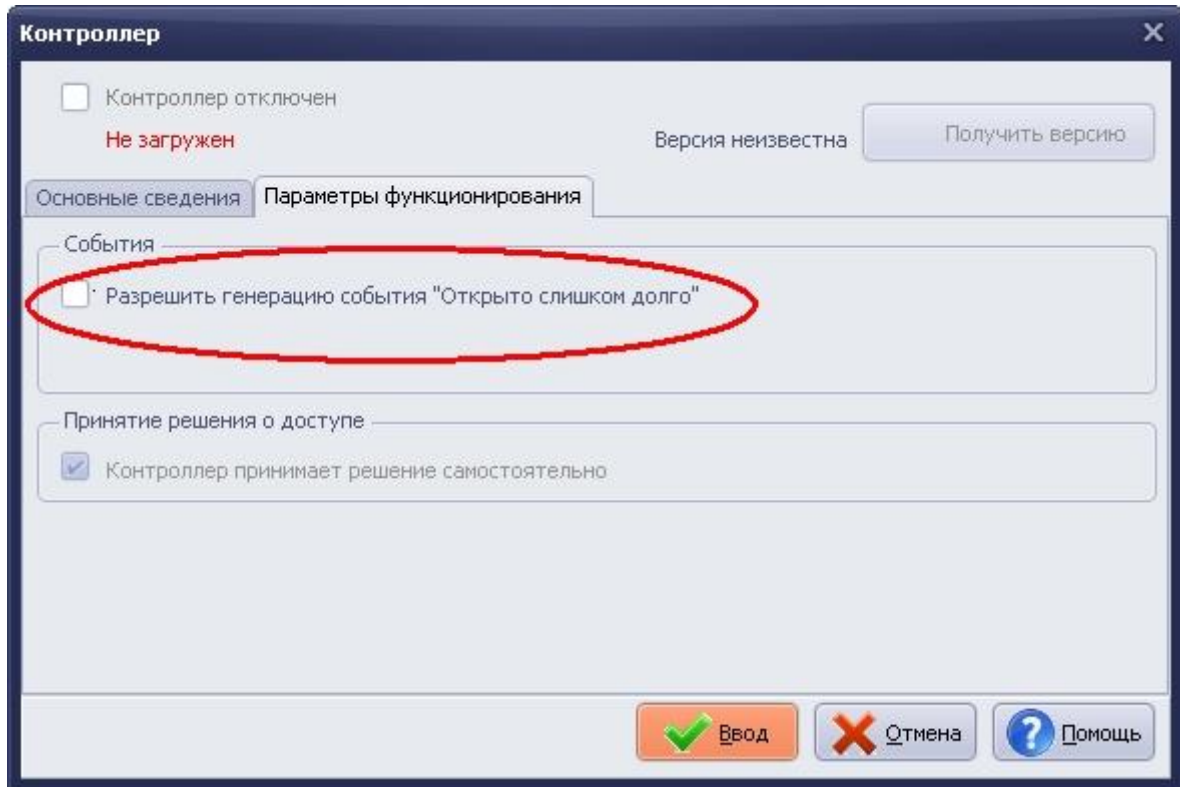 Контроллер
Контроллер отключен
Не загружен
Версия неизвестна
Получить версию
Основные сведения
Параметры функционирования
События
Разрешить генерацию события "Открыто слишком долго"
Принятие решения о доступе
Контроллер принимает решение самостоятельно
Ввод
Отмена
Помощь